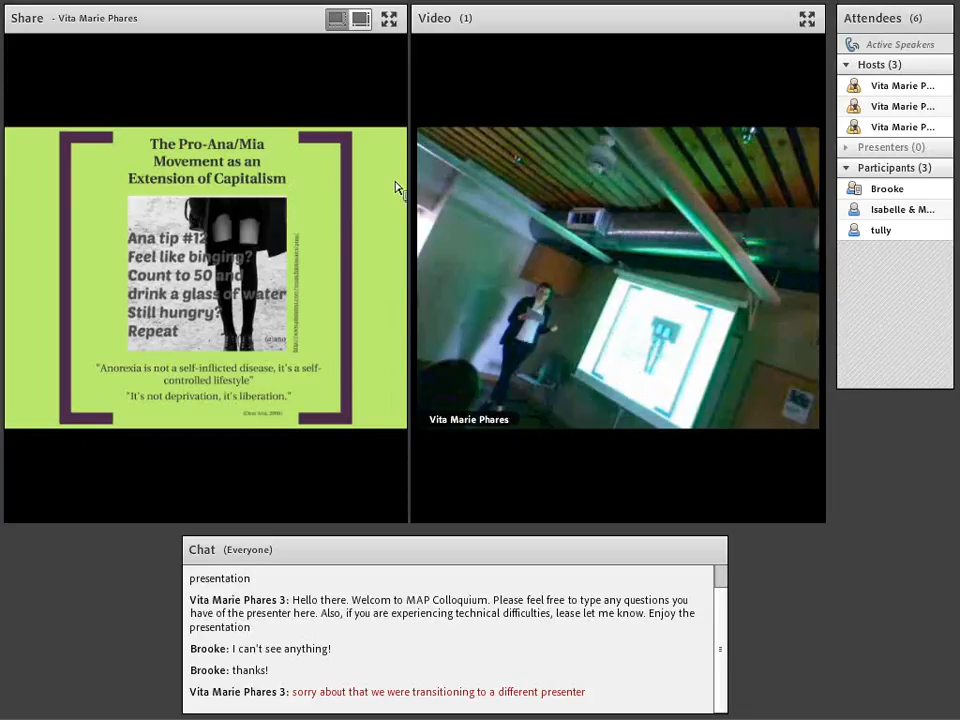 Share - Vita Marie Phares
Video (1)
Attendees (6)
Active Speakers
Hosts (3)
Vita Marie P...
Vita Marie P...
Vita Marie P...
Presenters (0)
Participants (3)
Brooke
Isabelle & M...
tully
The Pro-Ana/Mia
Movement as an
Extension of Capitalism
Ana tip #12
Feel like binging?
Count to 50 and
drink a glass of water
Still hungry?
Repeat
"Anorexia is not a self-inflicted disease, it's a self-
controlled lifestyle"
"It's not deprivation, it's liberation."
Vita Marie Phares
Chat (Everyone)
presentation
Vita Marie Phares 3: Hello there. Welcom to MAP Colloquium. Please feel free to type any questions you
have of the presenter here. Also, if you are experiencing technical difficulties, lease let me know. Enjoy the
presentation
Brooke: I can't see anything!
Brooke: thanks!
Vita Marie Phares 3: sorry about that we were transitioning to a different presenter